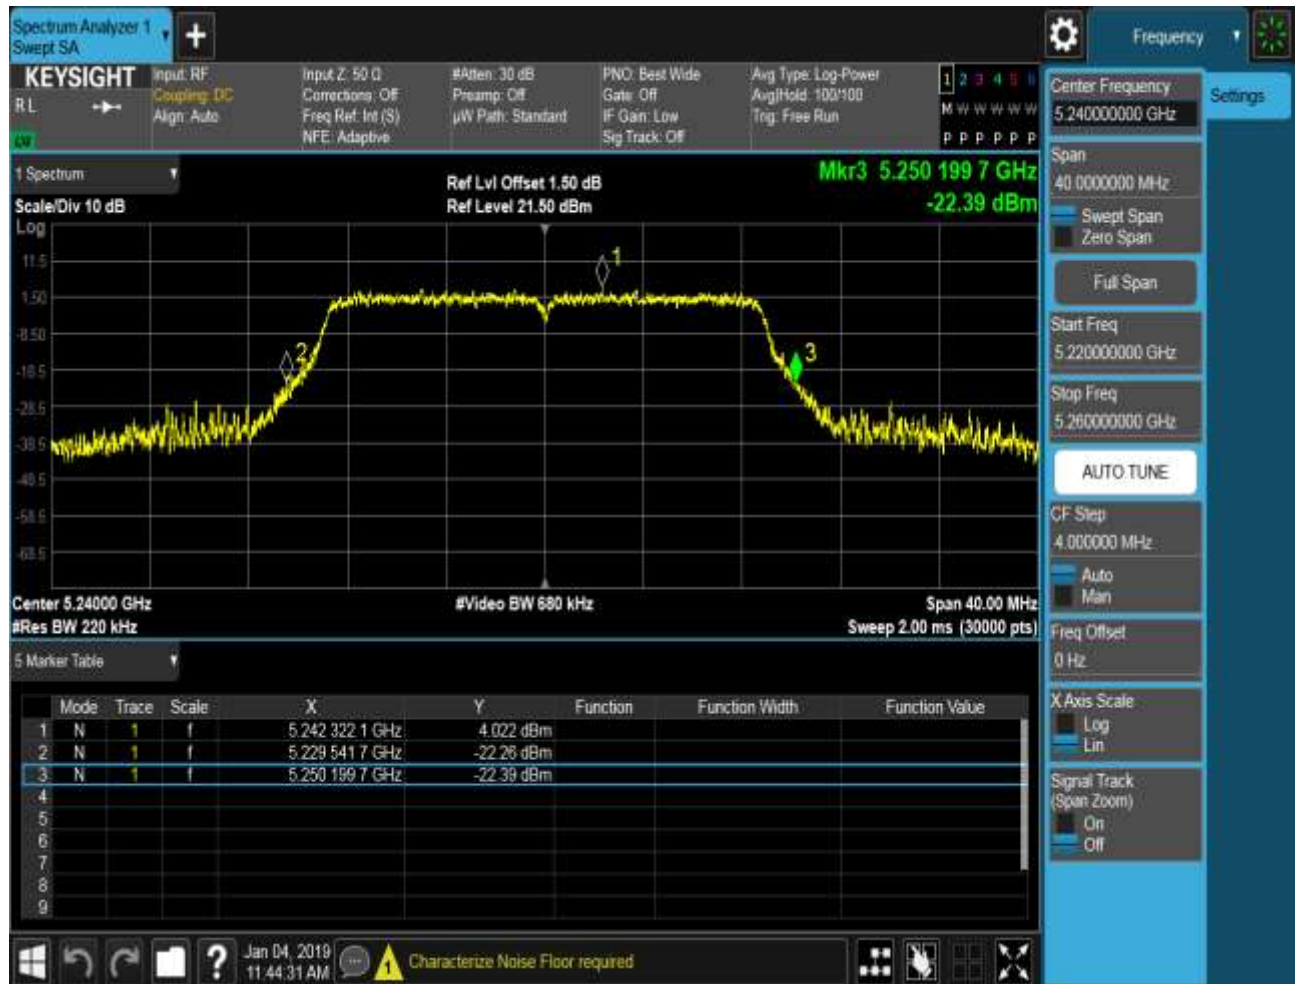 Spectrum Analyzer 1
Swept SA
+
Frequency
KEYSIGHT
Input: RF
Input Z: 50 Ω
#Atten: 30 dB
PNO: Best Wide
Avg Type: Log-Power
1 2 3 4 5 6
RL
Coupling: DC
Corrections: Off
Preamp: Off
Gate: Off
Avg|Hold: 100/100
M W W W W W
Align: Auto
Freq Ref: Int (S)
µW Path: Standard
IF Gain: Low
Trig: Free Run
NFE: Adaptive
Sig Track: Off
P P P P P P
1 Spectrum
Ref Lvl Offset 1.50 dB
Mkr3 5.250 199 7 GHz
Scale/Div 10 dB
Ref Level 21.50 dBm
-22.39 dBm
Log
11.5
1.50
-8.50
-18.5
-28.5
-38.5
-48.5
-58.5
-68.5
1
2
3
Center 5.24000 GHz
#Video BW 680 kHz
Span 40.00 MHz
#Res BW 220 kHz
Sweep 2.00 ms (30000 pts)
5 Marker Table
Mode Trace Scale X Y Function Function Width Function Value
1 N 1 f 5.242 322 1 GHz 4.022 dBm
2 N 1 f 5.229 541 7 GHz -22.26 dBm
3 N 1 f 5.250 199 7 GHz -22.39 dBm
4
5
6
7
8
9
Center Frequency
5.240000000 GHz
Settings
Span
40.0000000 MHz
Swept Span
Zero Span
Full Span
Start Freq
5.220000000 GHz
Stop Freq
5.260000000 GHz
AUTO TUNE
CF Step
4.000000 MHz
Auto
Man
Freq Offset
0 Hz
X Axis Scale
Log
Lin
Signal Track
(Span Zoom)
On
Off
?
Jan 04, 2019
11:44:31 AM
1
Characterize Noise Floor required